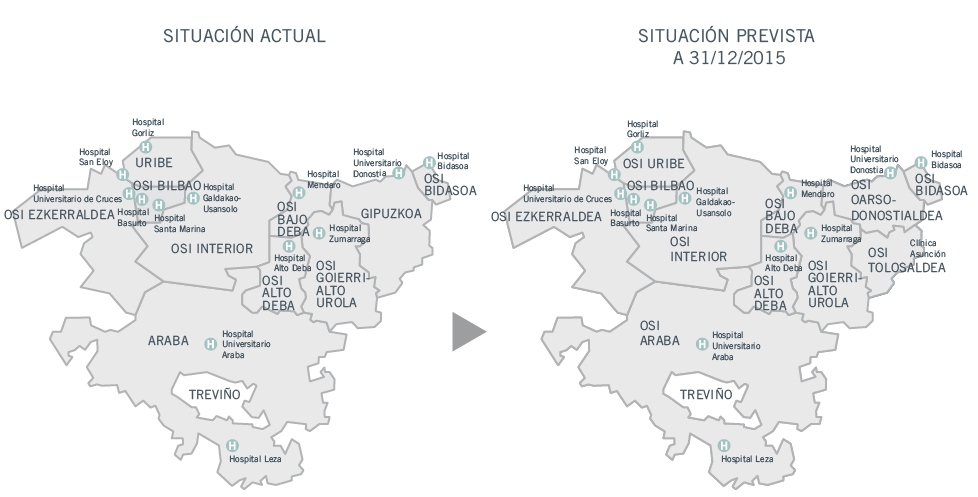 SITUACIÓN ACTUAL
Hospital
Gorliz
H
Hospital
San Eloy
H
URIBE
Hospital
Universitario de Cruces
H
OSI BILBAO
H
Hospital
Basurto
H
Hospital
Santa Marina
H
Hospital
Galdakao-
Usansolo
OSI EZKERRALDEA
OSI INTERIOR
Hospital
Mendaro
H
OSI
BAJO
DEBA
H
Hospital
Alto Deba
H
Hospital
Zumarraga
OSI
ALTO
DEBA
OSI
GOIERRI-
ALTO
UROLA
GIPUZKOA
Hospital
Universitario
Donostia
H
H
Hospital
Bidasoa
OSI
BIDASOA
ARABA
H
Hospital
Universitario
Araba
TREVIÑO
H
Hospital Leza
SITUACIÓN PREVISTA
A 31/12/2015
Hospital
Gorliz
H
Hospital
San Eloy
H
OSI URIBE
Hospital
Universitario de Cruces
H
OSI BILBAO
H
Hospital
Basurto
H
Hospital
Santa Marina
H
Hospital
Galdakao-
Usansolo
OSI EZKERRALDEA
OSI
INTERIOR
H
Hospital
Mendaro
OSI
BAJO
DEBA
H
Hospital
Alto Deba
H
Hospital
Zumarraga
OSI
ALTO
DEBA
OSI
GOIERRI-
ALTO
UROLA
Hospital
Universitario
Donostia
H
H
Hospital
Bidasoa
OSI
BIDASOA
OSI
OARSO-
DONOSTIALDEA
Clínica
Asunción
OSI
TOLOSALDEA
OSI
ARABA
H
Hospital
Universitario
Araba
TREVIÑO
H
Hospital Leza